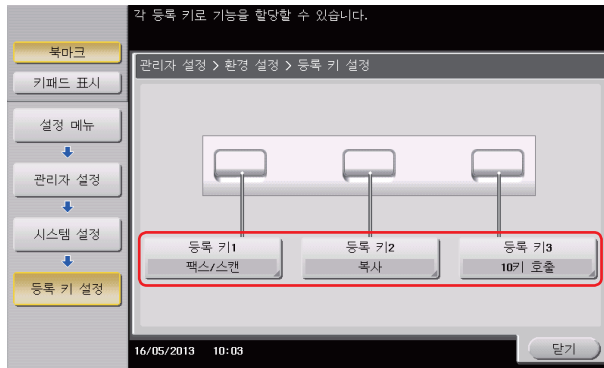 각 등록 키로 기능을 할당할 수 있습니다.
북마크
키패드 표시
설정 메뉴
관리자 설정
시스템 설정
등록 키 설정
관리자 설정 > 환경 설정 > 등록 키 설정
등록 키1
팩스/스캔
등록 키2
복사
등록 키3
10키 호출
16/05/2013 10:03
닫기